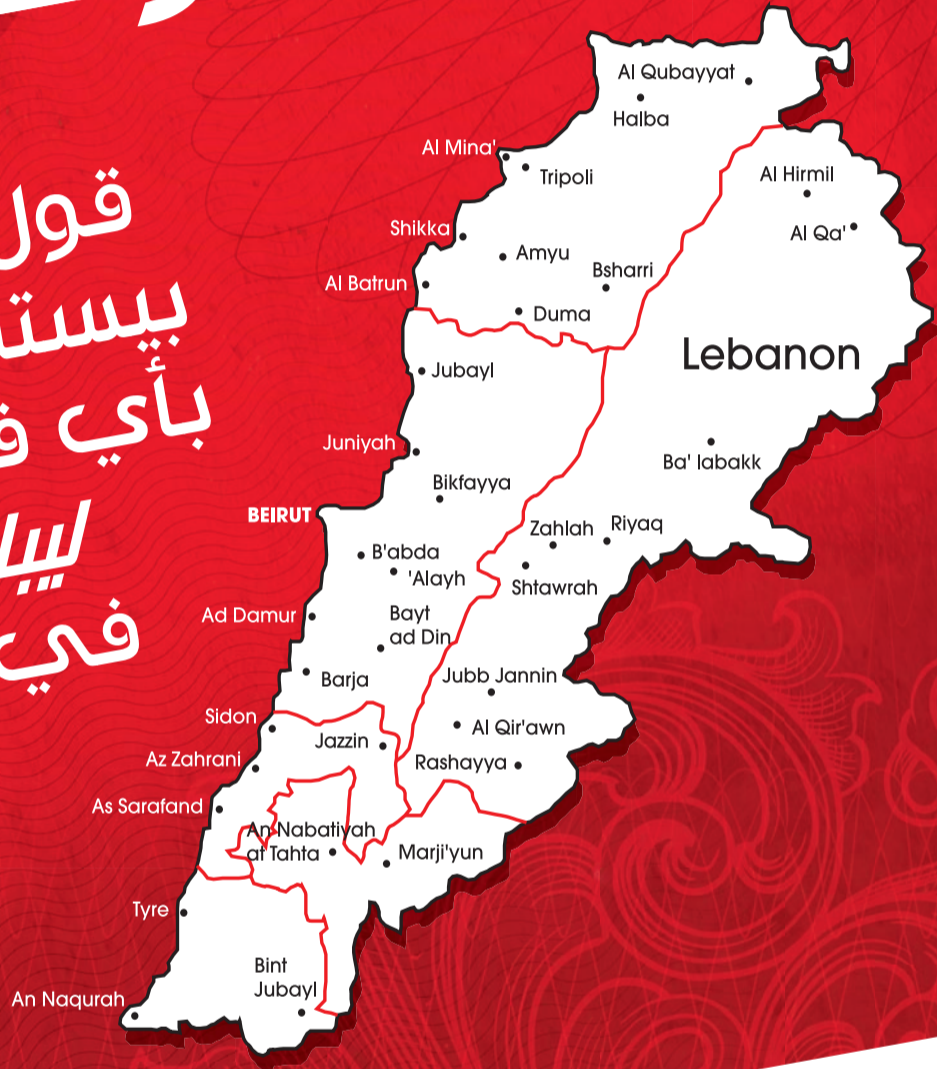 قول
بأي
في
Al Qubayyat
Halba
Al Mina'
Tripoli
Al Hirmil
Al Qa'
Shikka
Amyu
Bsharri
Al Batrun
Duma
Lebanon
Jubayl
Juniyah
Ba' labakk
Bikfayya
BEIRUT
Zahlah
Riyaq
B'abda
'Alayh
Shtawrah
Ad Damur
Bayt
ad Din
Barja
Jubb Jannin
Sidon
Al Qir'awn
Jazzin
Az Zahrani
Rashayya
As Sarafand
An Nabatiyah
at Tahta
Marji'yun
Tyre
Bint
Jubayl
An Naqurah